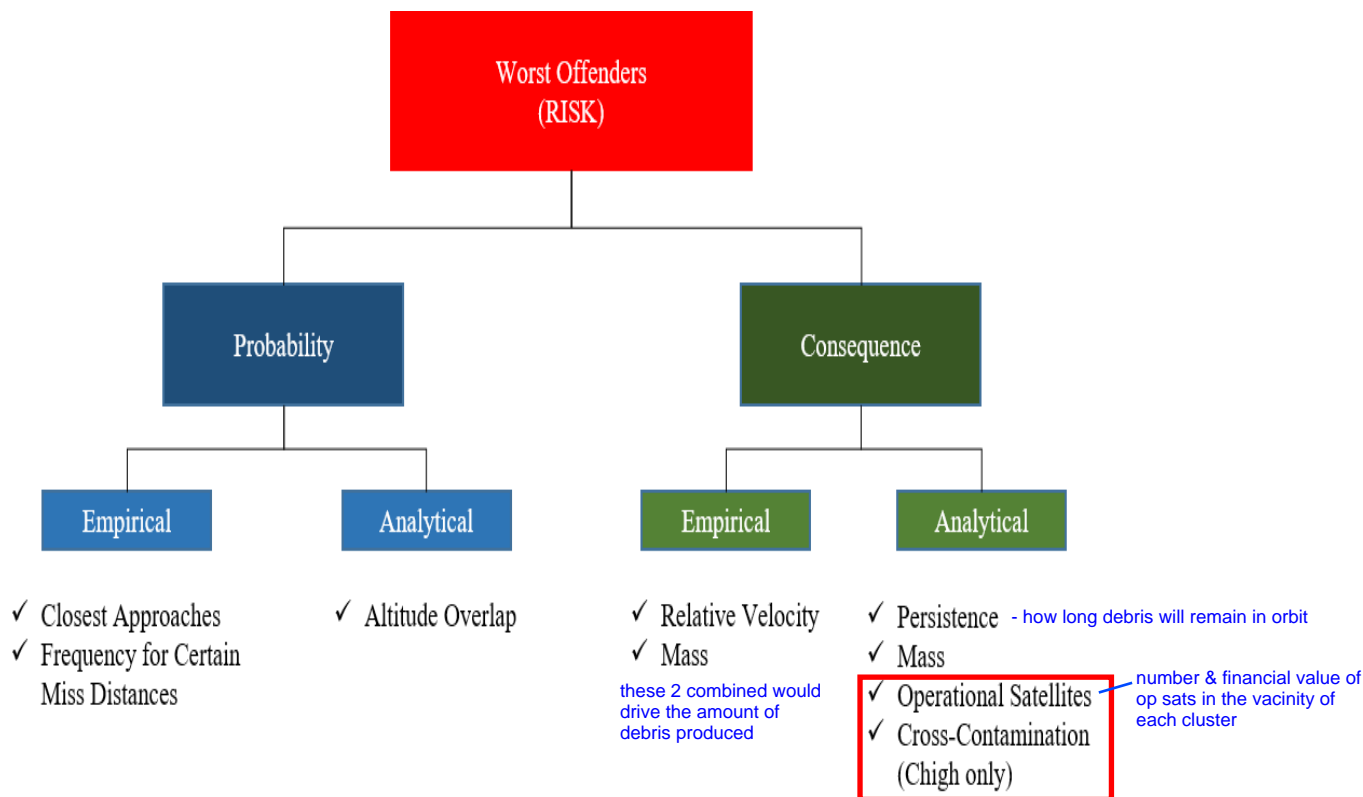 Worst Offenders
(RISK)
Probability
Consequence
Empirical
Analytical
Empirical
Analytical
✓ Closest Approaches
✓ Frequency for Certain
Miss Distances
✓ Altitude Overlap
✓ Relative Velocity
✓ Mass
these 2 combined would
drive the amount of
debris produced
✓ Persistence - how long debris will remain in orbit
✓ Mass
✓ Operational Satellites
✓ Cross-Contamination
(Chigh only)
number & financial value of
op sats in the vacinity of
each cluster